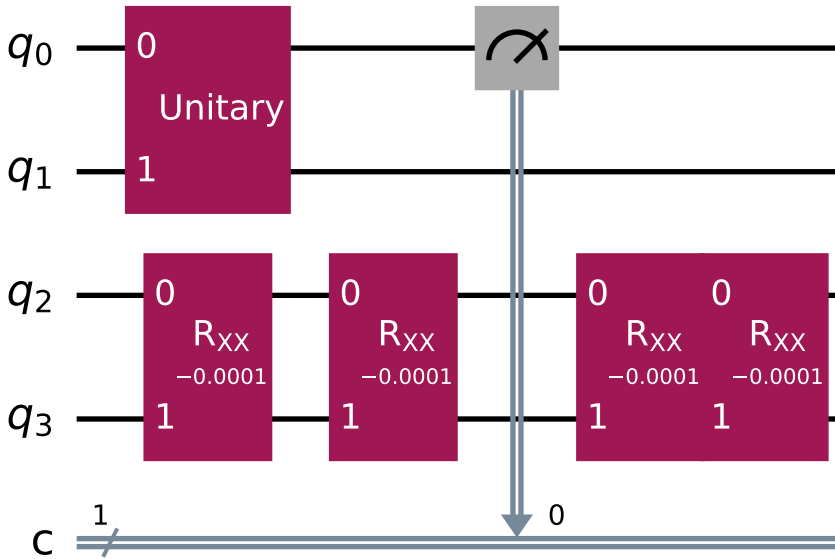 q0 0
Unitary
q1 1
q2 0 0 0 0
RXX RXX RXX RXX
−0.0001 −0.0001 −0.0001 −0.0001
q3 1 1 1 1
1 0
c